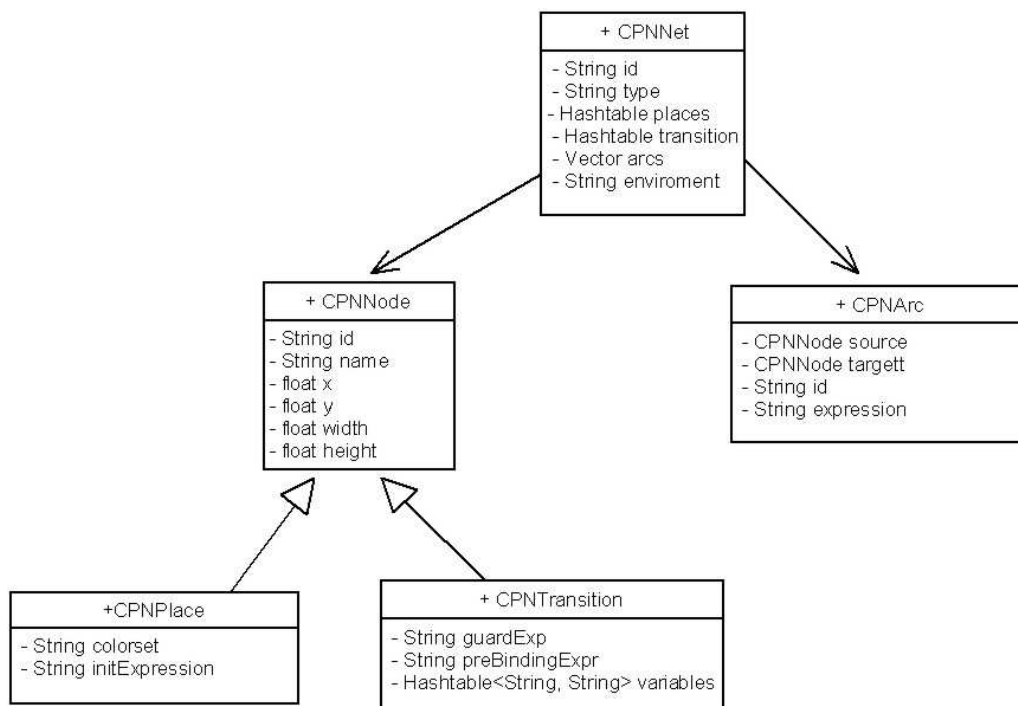 + CPNNet
- String id
- String type
- Hashtable places
- Hashtable transition
- Vector arcs
- String enviroment
+ CPNNode
- String id
- String name
- float x
- float y
- float width
- float height
+ CPNArc
- CPNNode source
- CPNNode targett
- String id
- String expression
+CPNPlace
- String colorset
- String initExpression
+ CPNTransition
- String guardExp
- String preBindingExpr
- Hashtable<String, String> variables